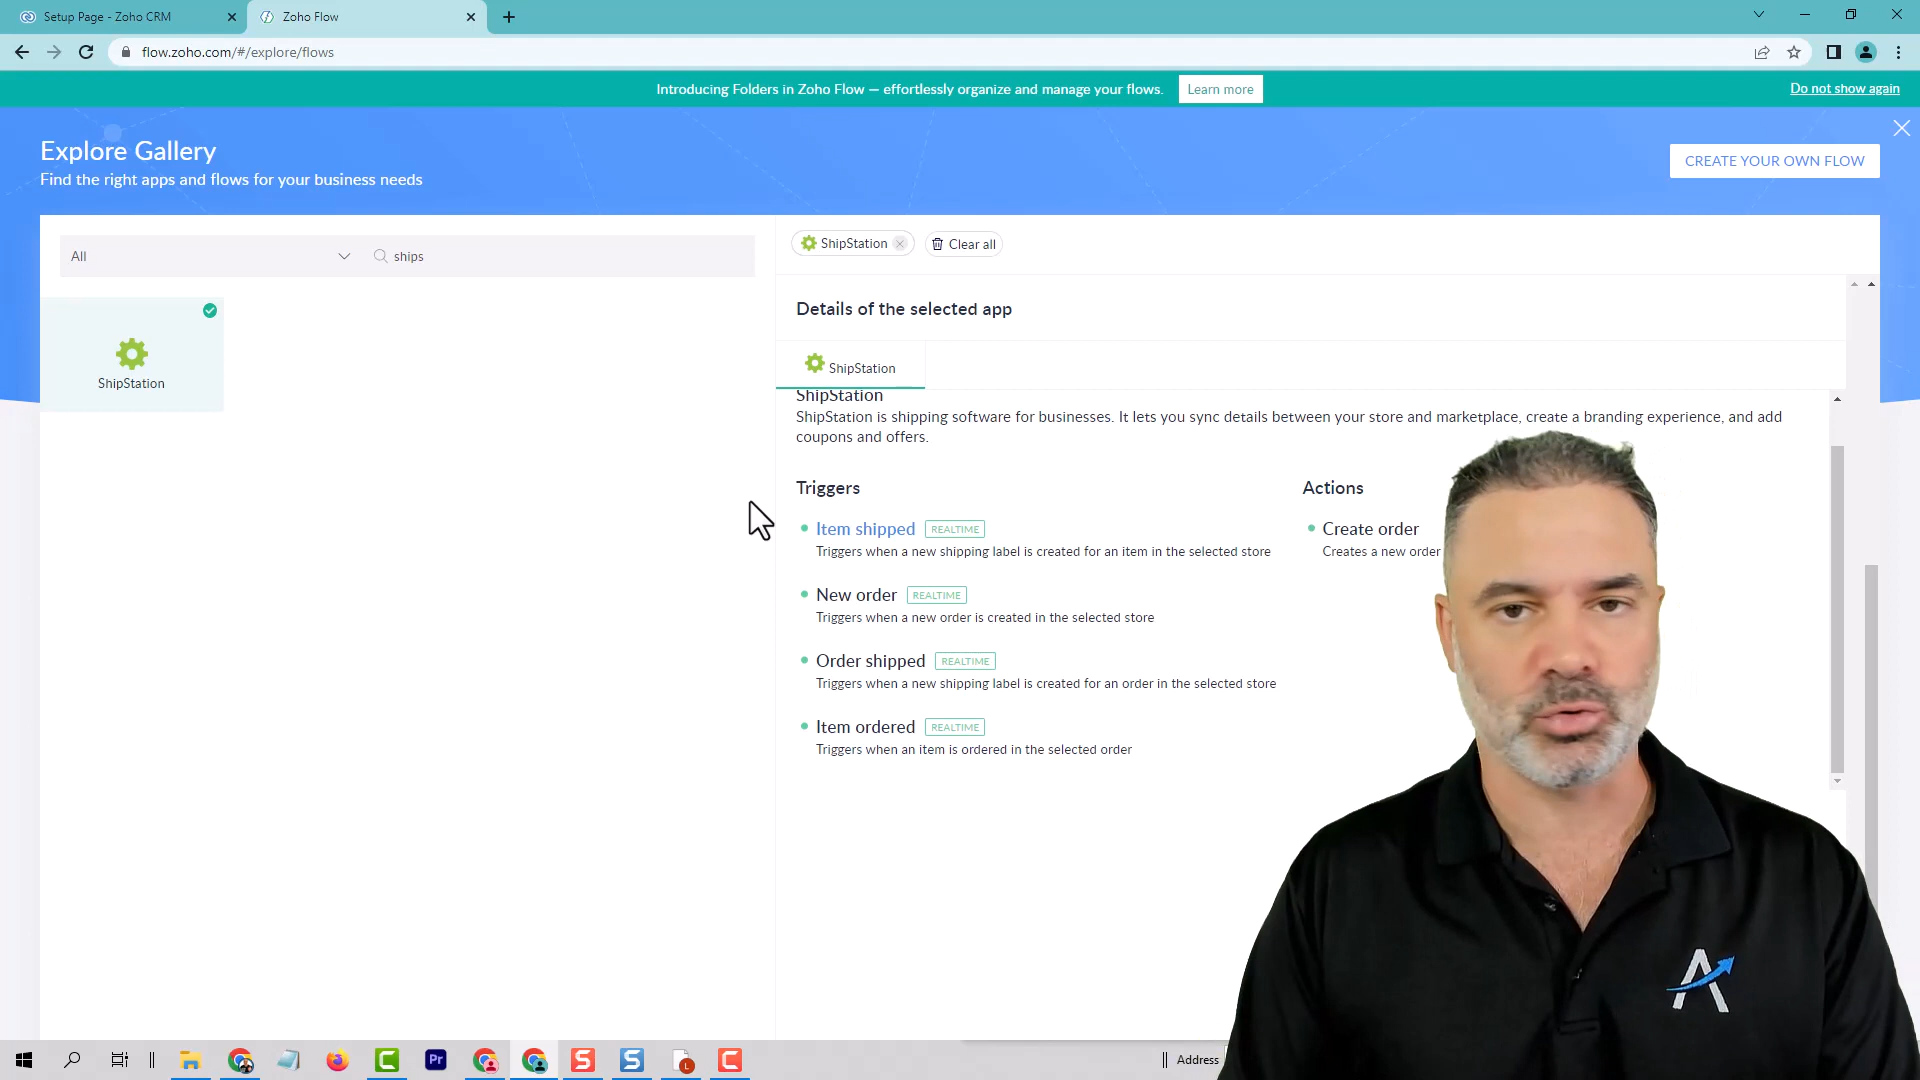 Setup Page - Zoho CRM
Zoho Flow
flow.zoho.com/#/explore/flows
Introducing Folders in Zoho Flow — effortlessly organize and manage your flows.
Learn more
Do not show again
Explore Gallery
Find the right apps and flows for your business needs
CREATE YOUR OWN FLOW
All
ships
ShipStation
Clear all
ShipStation
Details of the selected app
ShipStation
ShipStation
ShipStation is shipping software for businesses. It lets you sync details between your store and marketplace, create a branding experience, and add
coupons and offers.
Triggers
Item shipped REALTIME
Triggers when a new shipping label is created for an item in the selected store
New order REALTIME
Triggers when a new order is created in the selected store
Order shipped REALTIME
Triggers when a new shipping label is created for an order in the selected store
Item ordered REALTIME
Triggers when an item is ordered in the selected order
Actions
Create order
Creates a new order
Pr
S
S
L
C
C
Address
A